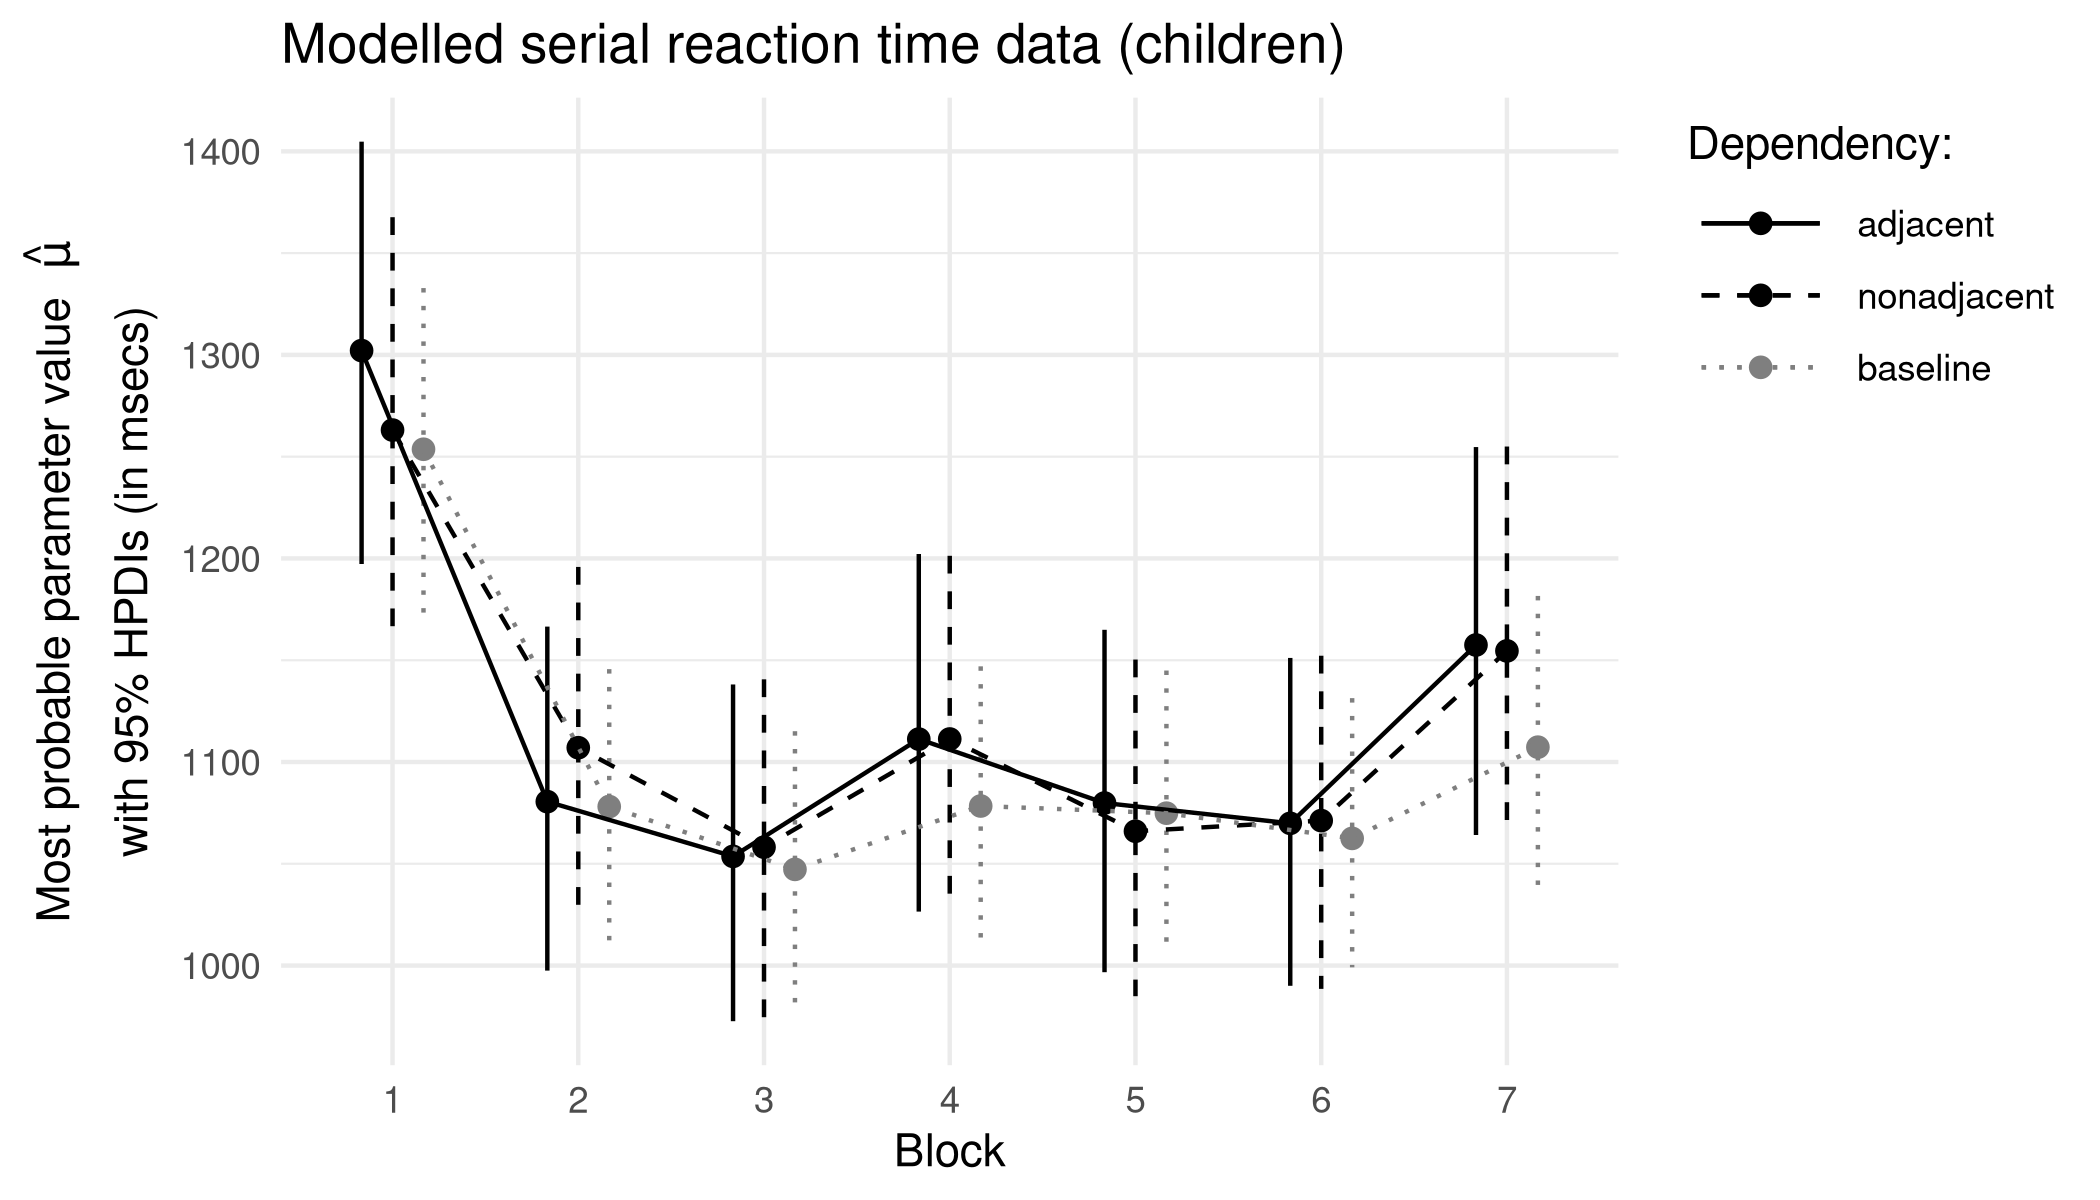 Modelled serial reaction time data (children)
Most probable parameter value μ̂
with 95% HPDIs (in msecs)
1400
1300
1200
1100
1000
1 2 3 4 5 6 7
Block
Dependency:
adjacent
nonadjacent
baseline